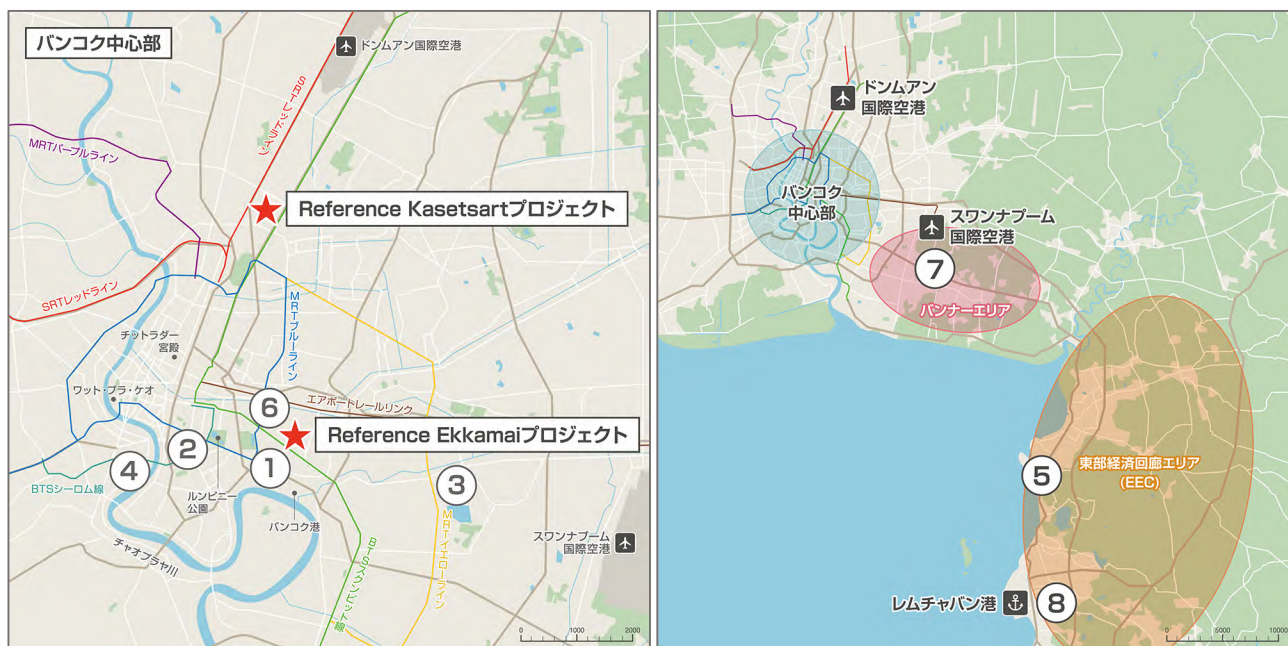 バンコク中心部
ドンムアン国際空港
SRTレッドライン
MRTパープルライン
Reference Kasetsartプロジェクト
SRTレッドライン
MRTブルーライン
チットラダー
宮殿
ワット・プラ・ケオ
エアポートレールリンク
6
Reference Ekkamaiプロジェクト
2
1
4
3
BTSシーロム線
ルンピニー
公園
バンコク港
MRTイエローライン
スワンナプーム
国際空港
チャオプラヤ川
BTSスクンビット線
0 1000 2000
ドンムアン
国際空港
バンコク
中心部
スワンナプーム
国際空港
7
バンナーエリア
東部経済回廊エリア
(EEC)
5
レムチャバン港
8
0 5000 10000